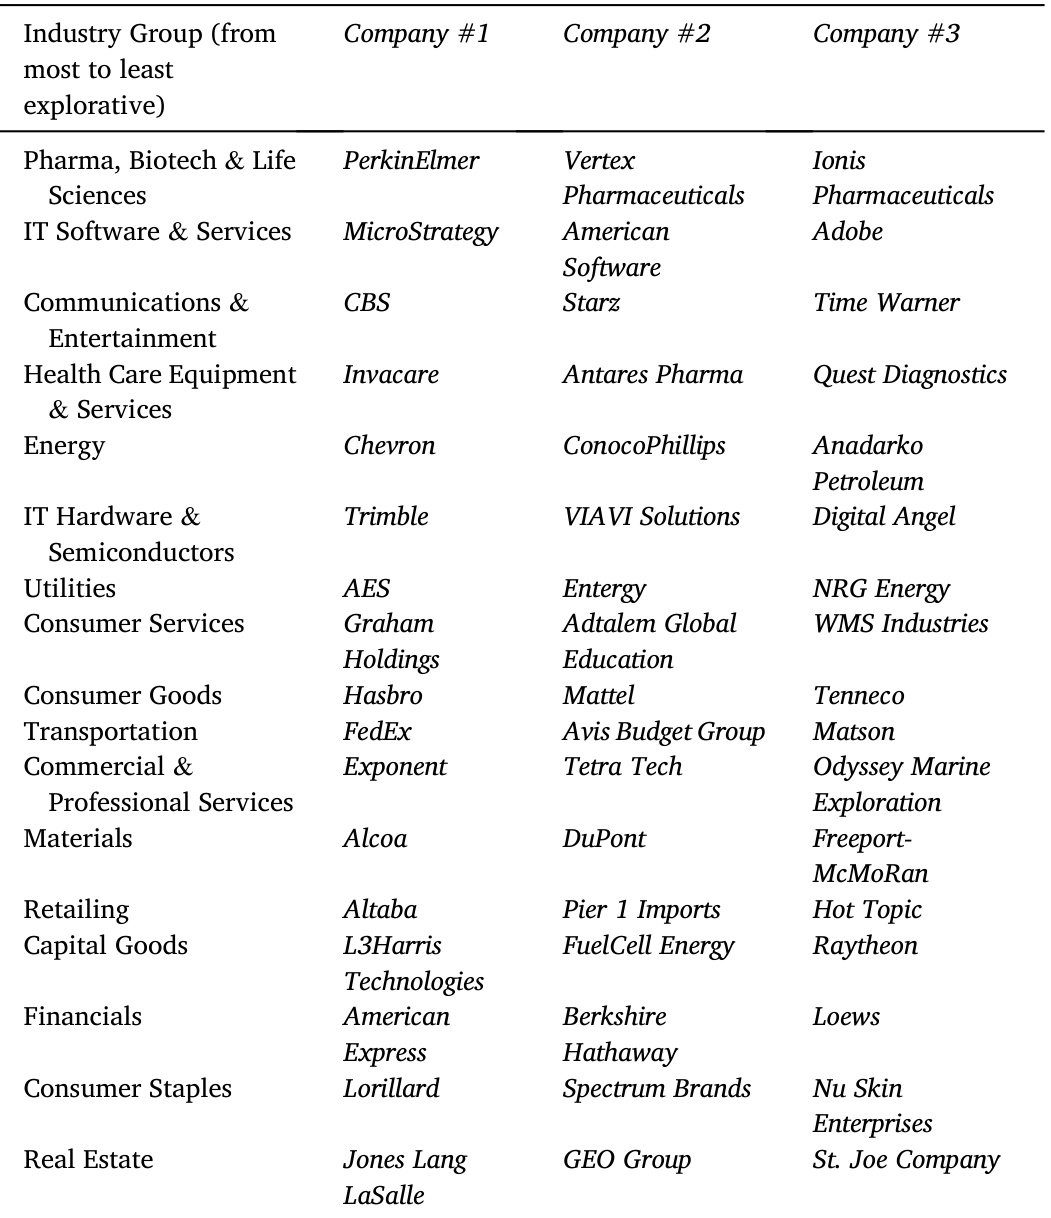 Industry Group (from Company #1 Company #2 Company #3
most to least
explorative)
Pharma, Biotech & Life PerkinElmer Vertex Ionis
Sciences Pharmaceuticals Pharmaceuticals
IT Software & Services MicroStrategy American Adobe
Software
Communications & CBS Starz Time Warner
Entertainment
Health Care Equipment Invacare Antares Pharma Quest Diagnostics
& Services
Energy Chevron ConocoPhillips Anadarko
Petroleum
IT Hardware & Trimble VIAVI Solutions Digital Angel
Semiconductors
Utilities AES Entergy NRG Energy
Consumer Services Graham Adtalem Global WMS Industries
Holdings Education
Consumer Goods Hasbro Mattel Tenneco
Transportation FedEx Avis Budget Group Matson
Commercial & Exponent Tetra Tech Odyssey Marine
Professional Services Exploration
Materials Alcoa DuPont Freeport-
McMoRan
Retailing Altaba Pier 1 Imports Hot Topic
Capital Goods L3Harris FuelCell Energy Raytheon
Technologies
Financials American Berkshire Loews
Express Hathaway
Consumer Staples Lorillard Spectrum Brands Nu Skin
Enterprises
Real Estate Jones Lang GEO Group St. Joe Company
LaSalle